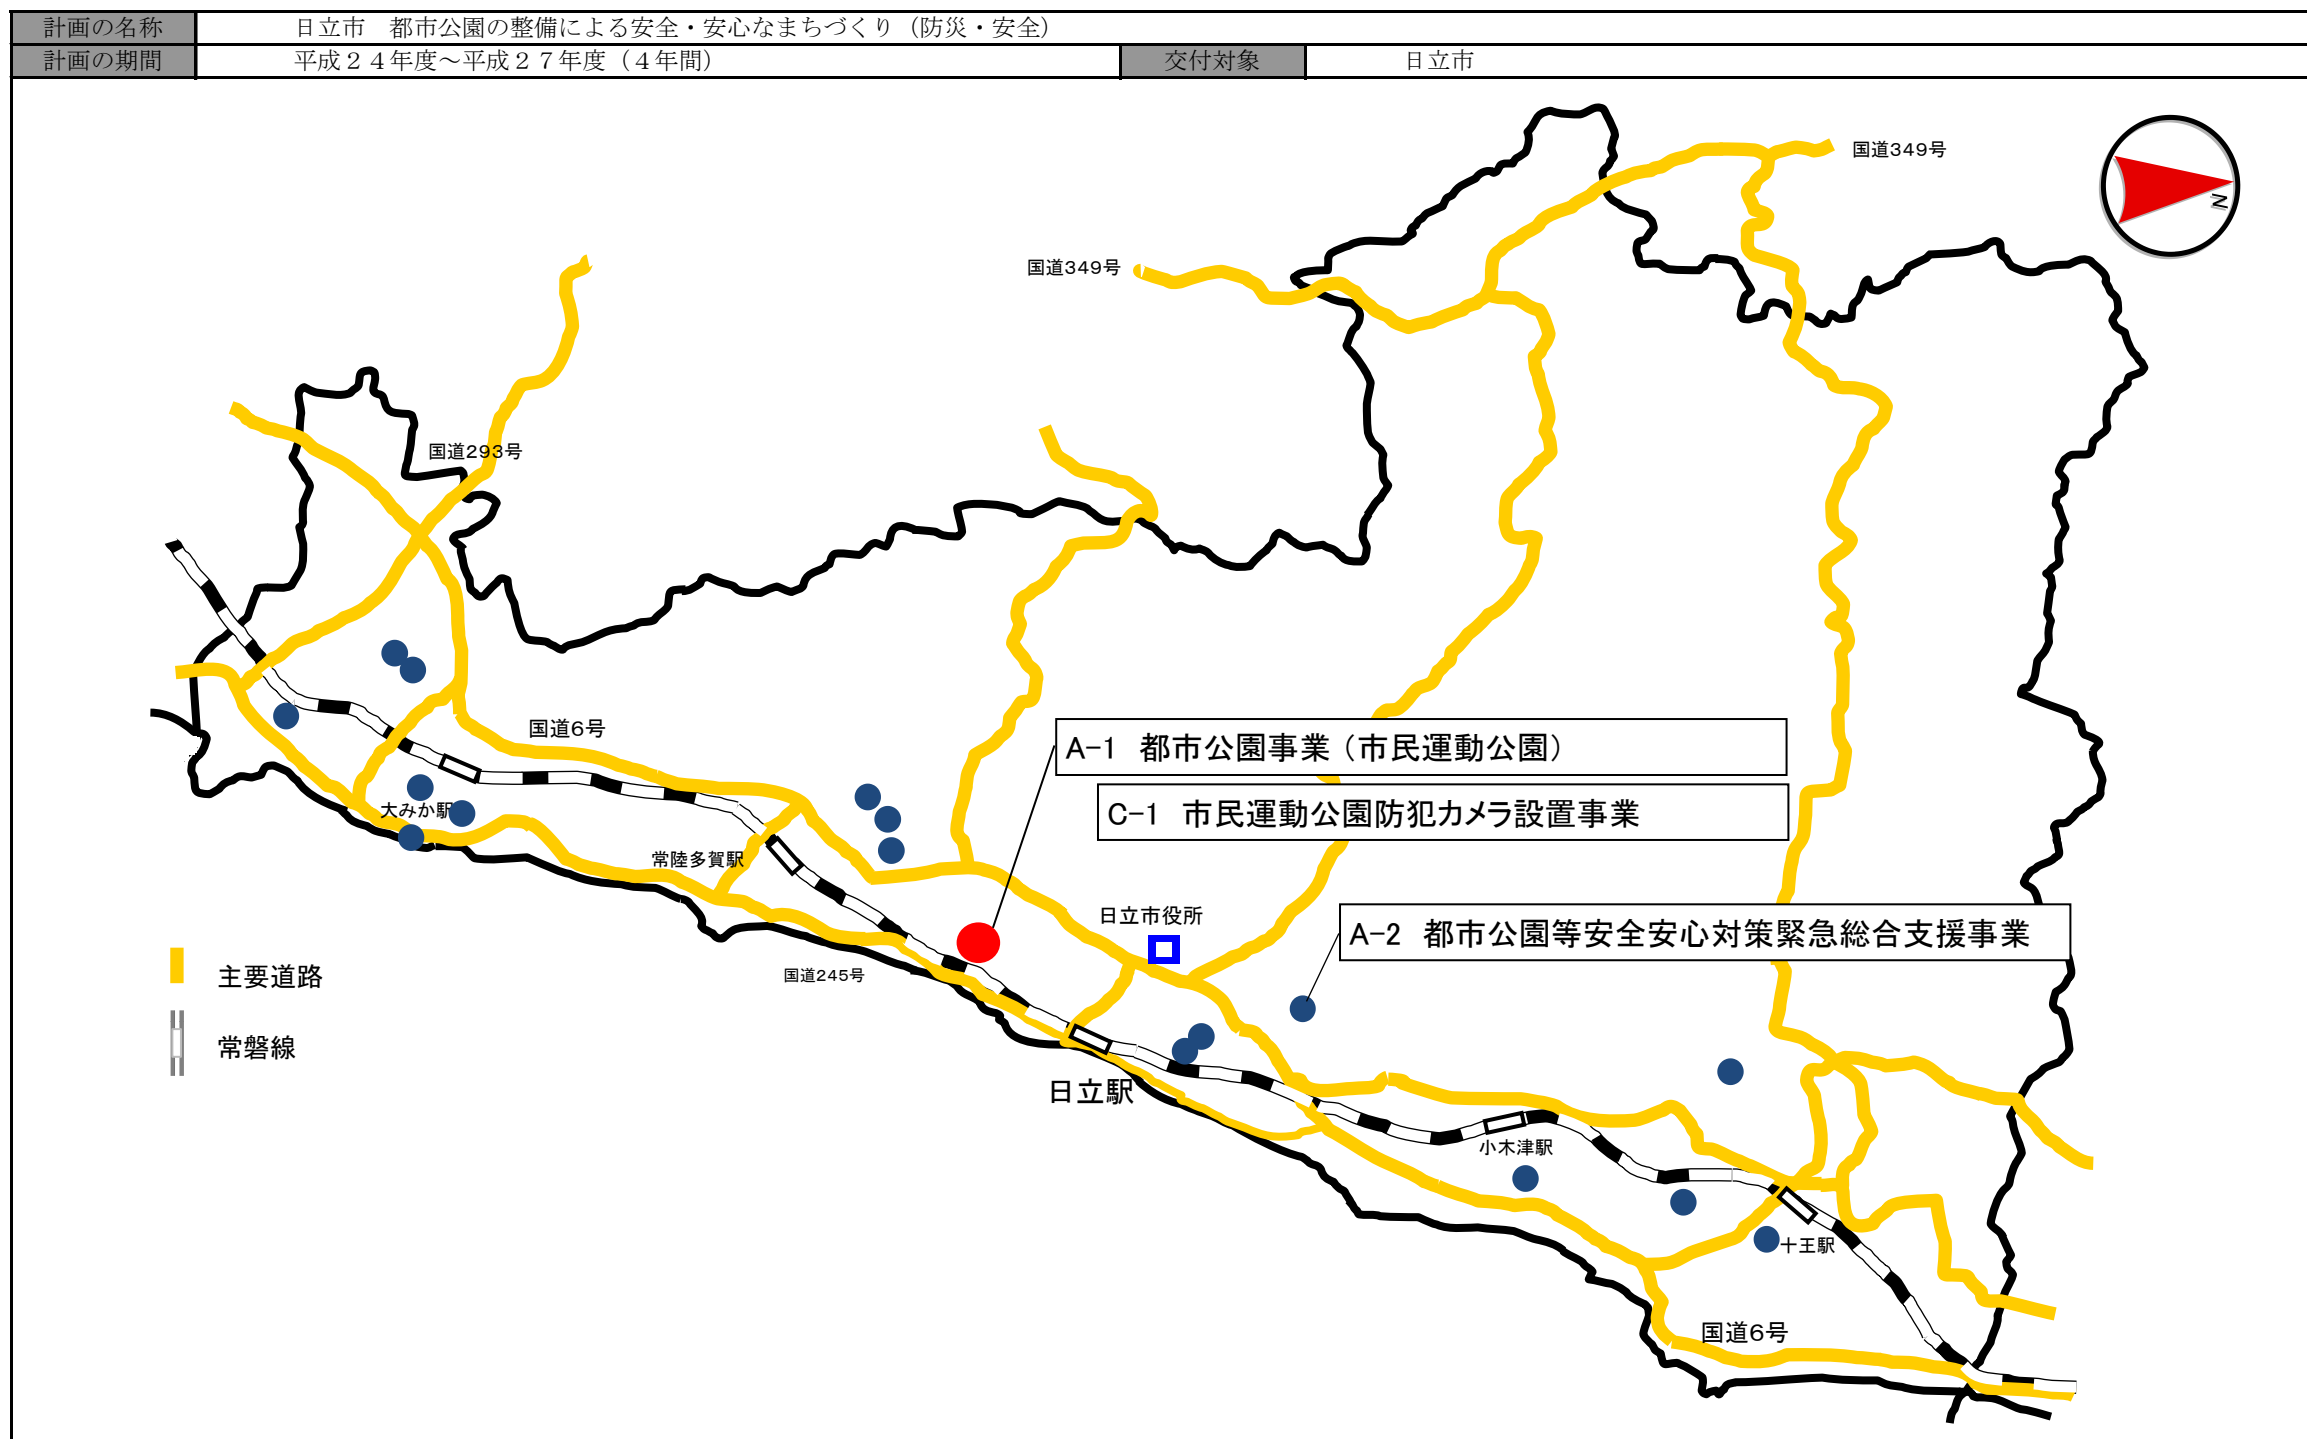 計画の名称　日立市　都市公園の整備による安全・安心なまちづくり（防災・安全）
計画の期間　平成２４年度～平成２７年度（４年間）　交付対象　日立市
国道349号
N
国道349号
国道293号
国道6号
A-1　都市公園事業（市民運動公園）
C-1　市民運動公園防犯カメラ設置事業
大みか駅
常陸多賀駅
日立市役所
A-2　都市公園等安全安心対策緊急総合支援事業
国道245号
主要道路
常磐線
日立駅
小木津駅
十王駅
国道6号